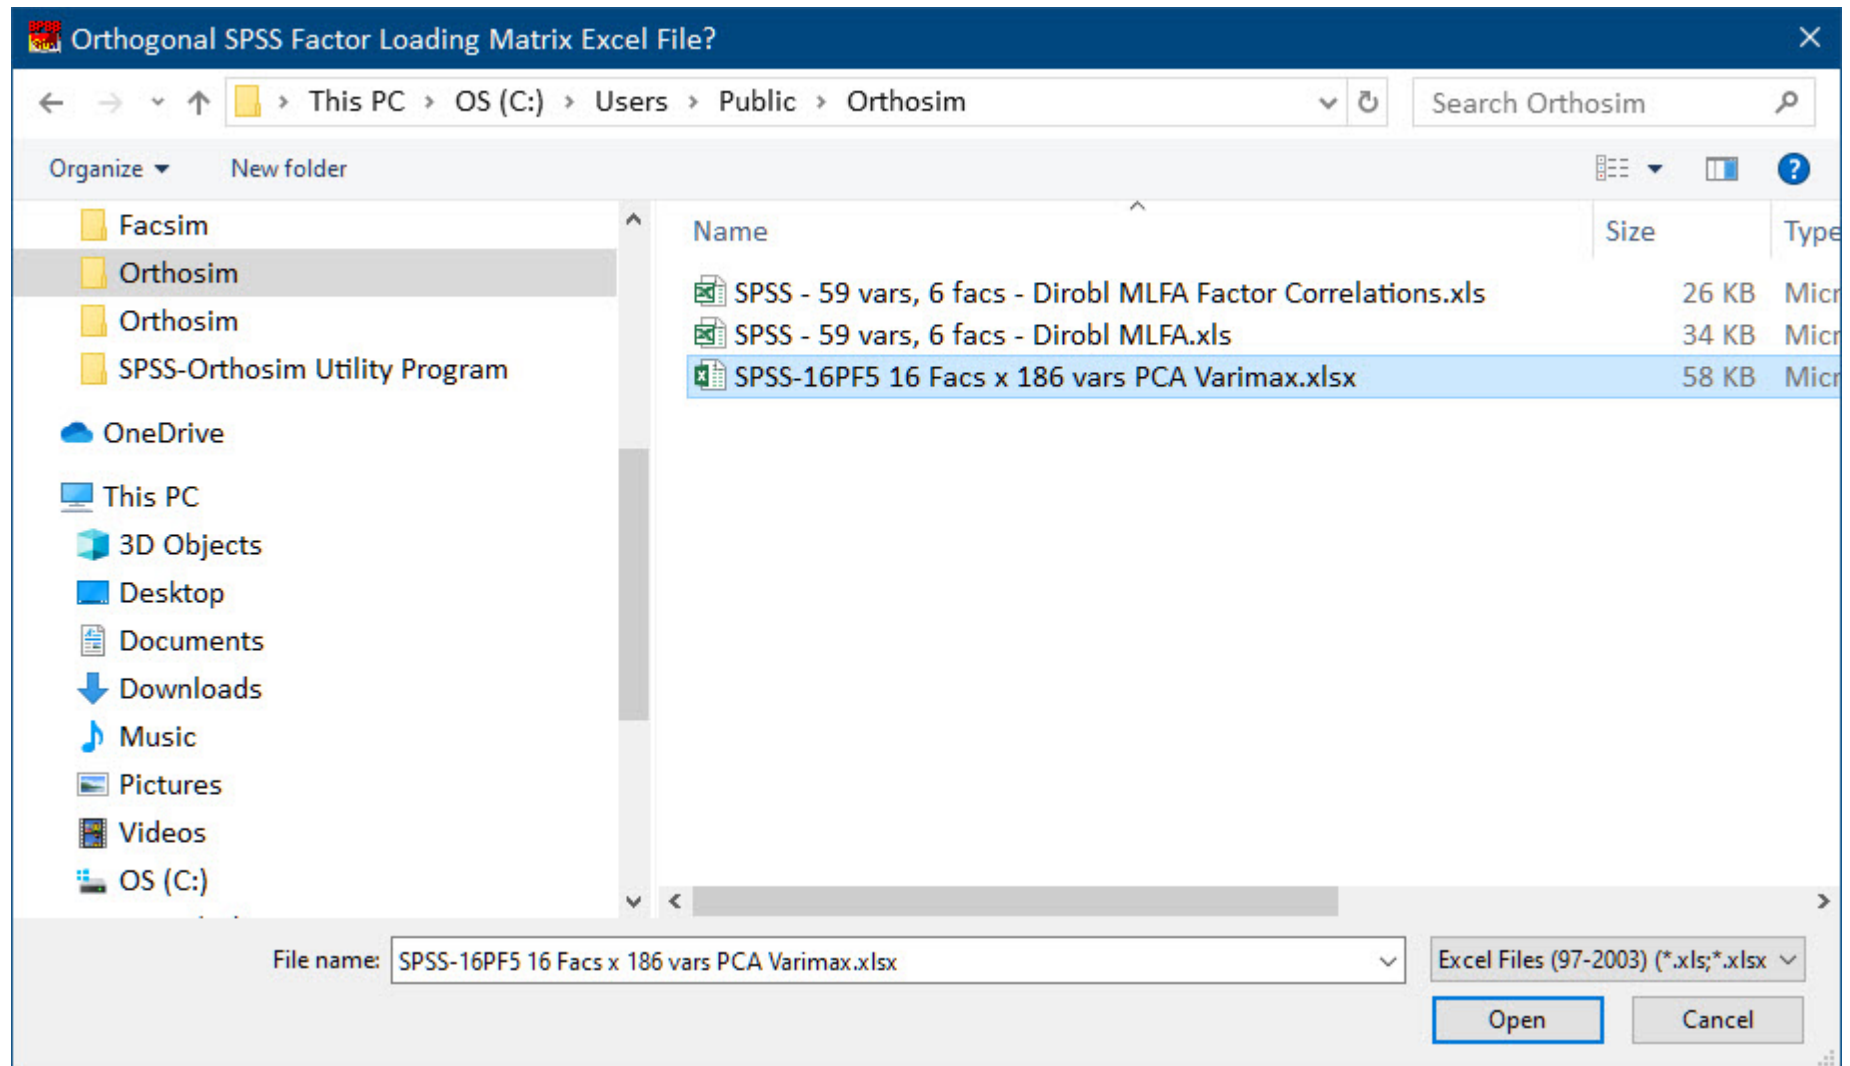 Orthogonal SPSS Factor Loading Matrix Excel File?
This PC > OS (C:) > Users > Public > Orthosim
Search Orthosim
Organize
New folder
Name
Size
Type
Facsim
Orthosim
Orthosim
SPSS-Orthosim Utility Program
OneDrive
This PC
3D Objects
Desktop
Documents
Downloads
Music
Pictures
Videos
OS (C:)
SPSS - 59 vars, 6 facs - Dirobl MLFA Factor Correlations.xls 26 KB Micr
SPSS - 59 vars, 6 facs - Dirobl MLFA.xls 34 KB Micr
SPSS-16PF5 16 Facs x 186 vars PCA Varimax.xlsx 58 KB Micr
File name: SPSS-16PF5 16 Facs x 186 vars PCA Varimax.xlsx
Excel Files (97-2003) (*.xls;*.xlsx
Open
Cancel